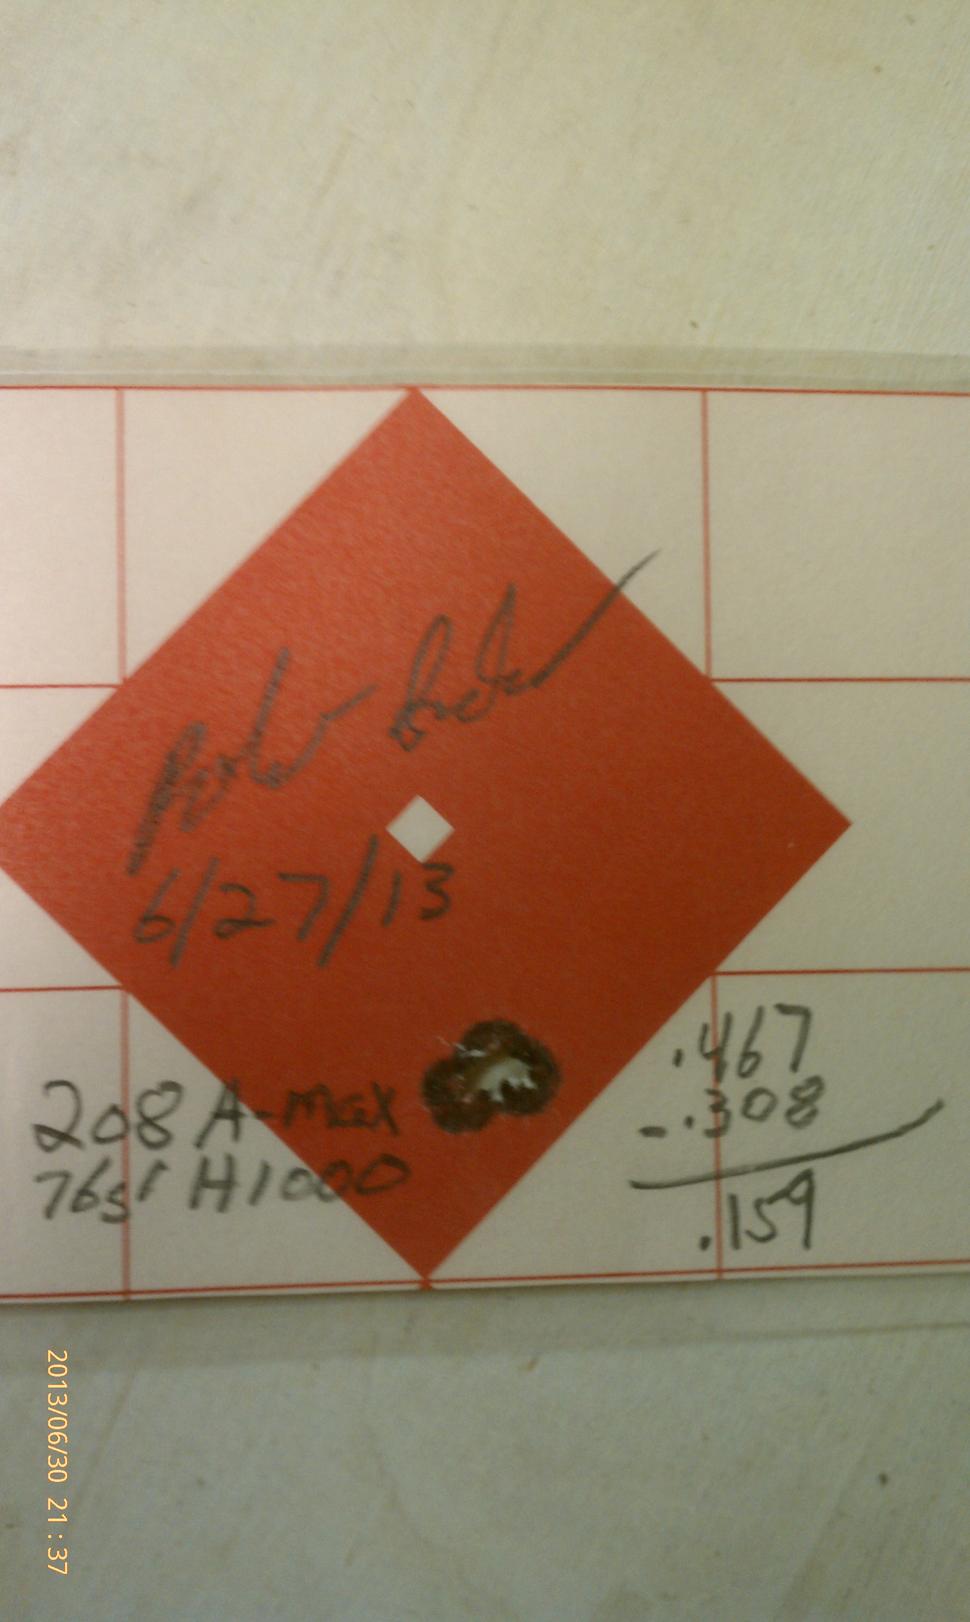 6/27/13
208 A-max
76gr H1000
.467
-.308
.159
2013/06/30 21:37